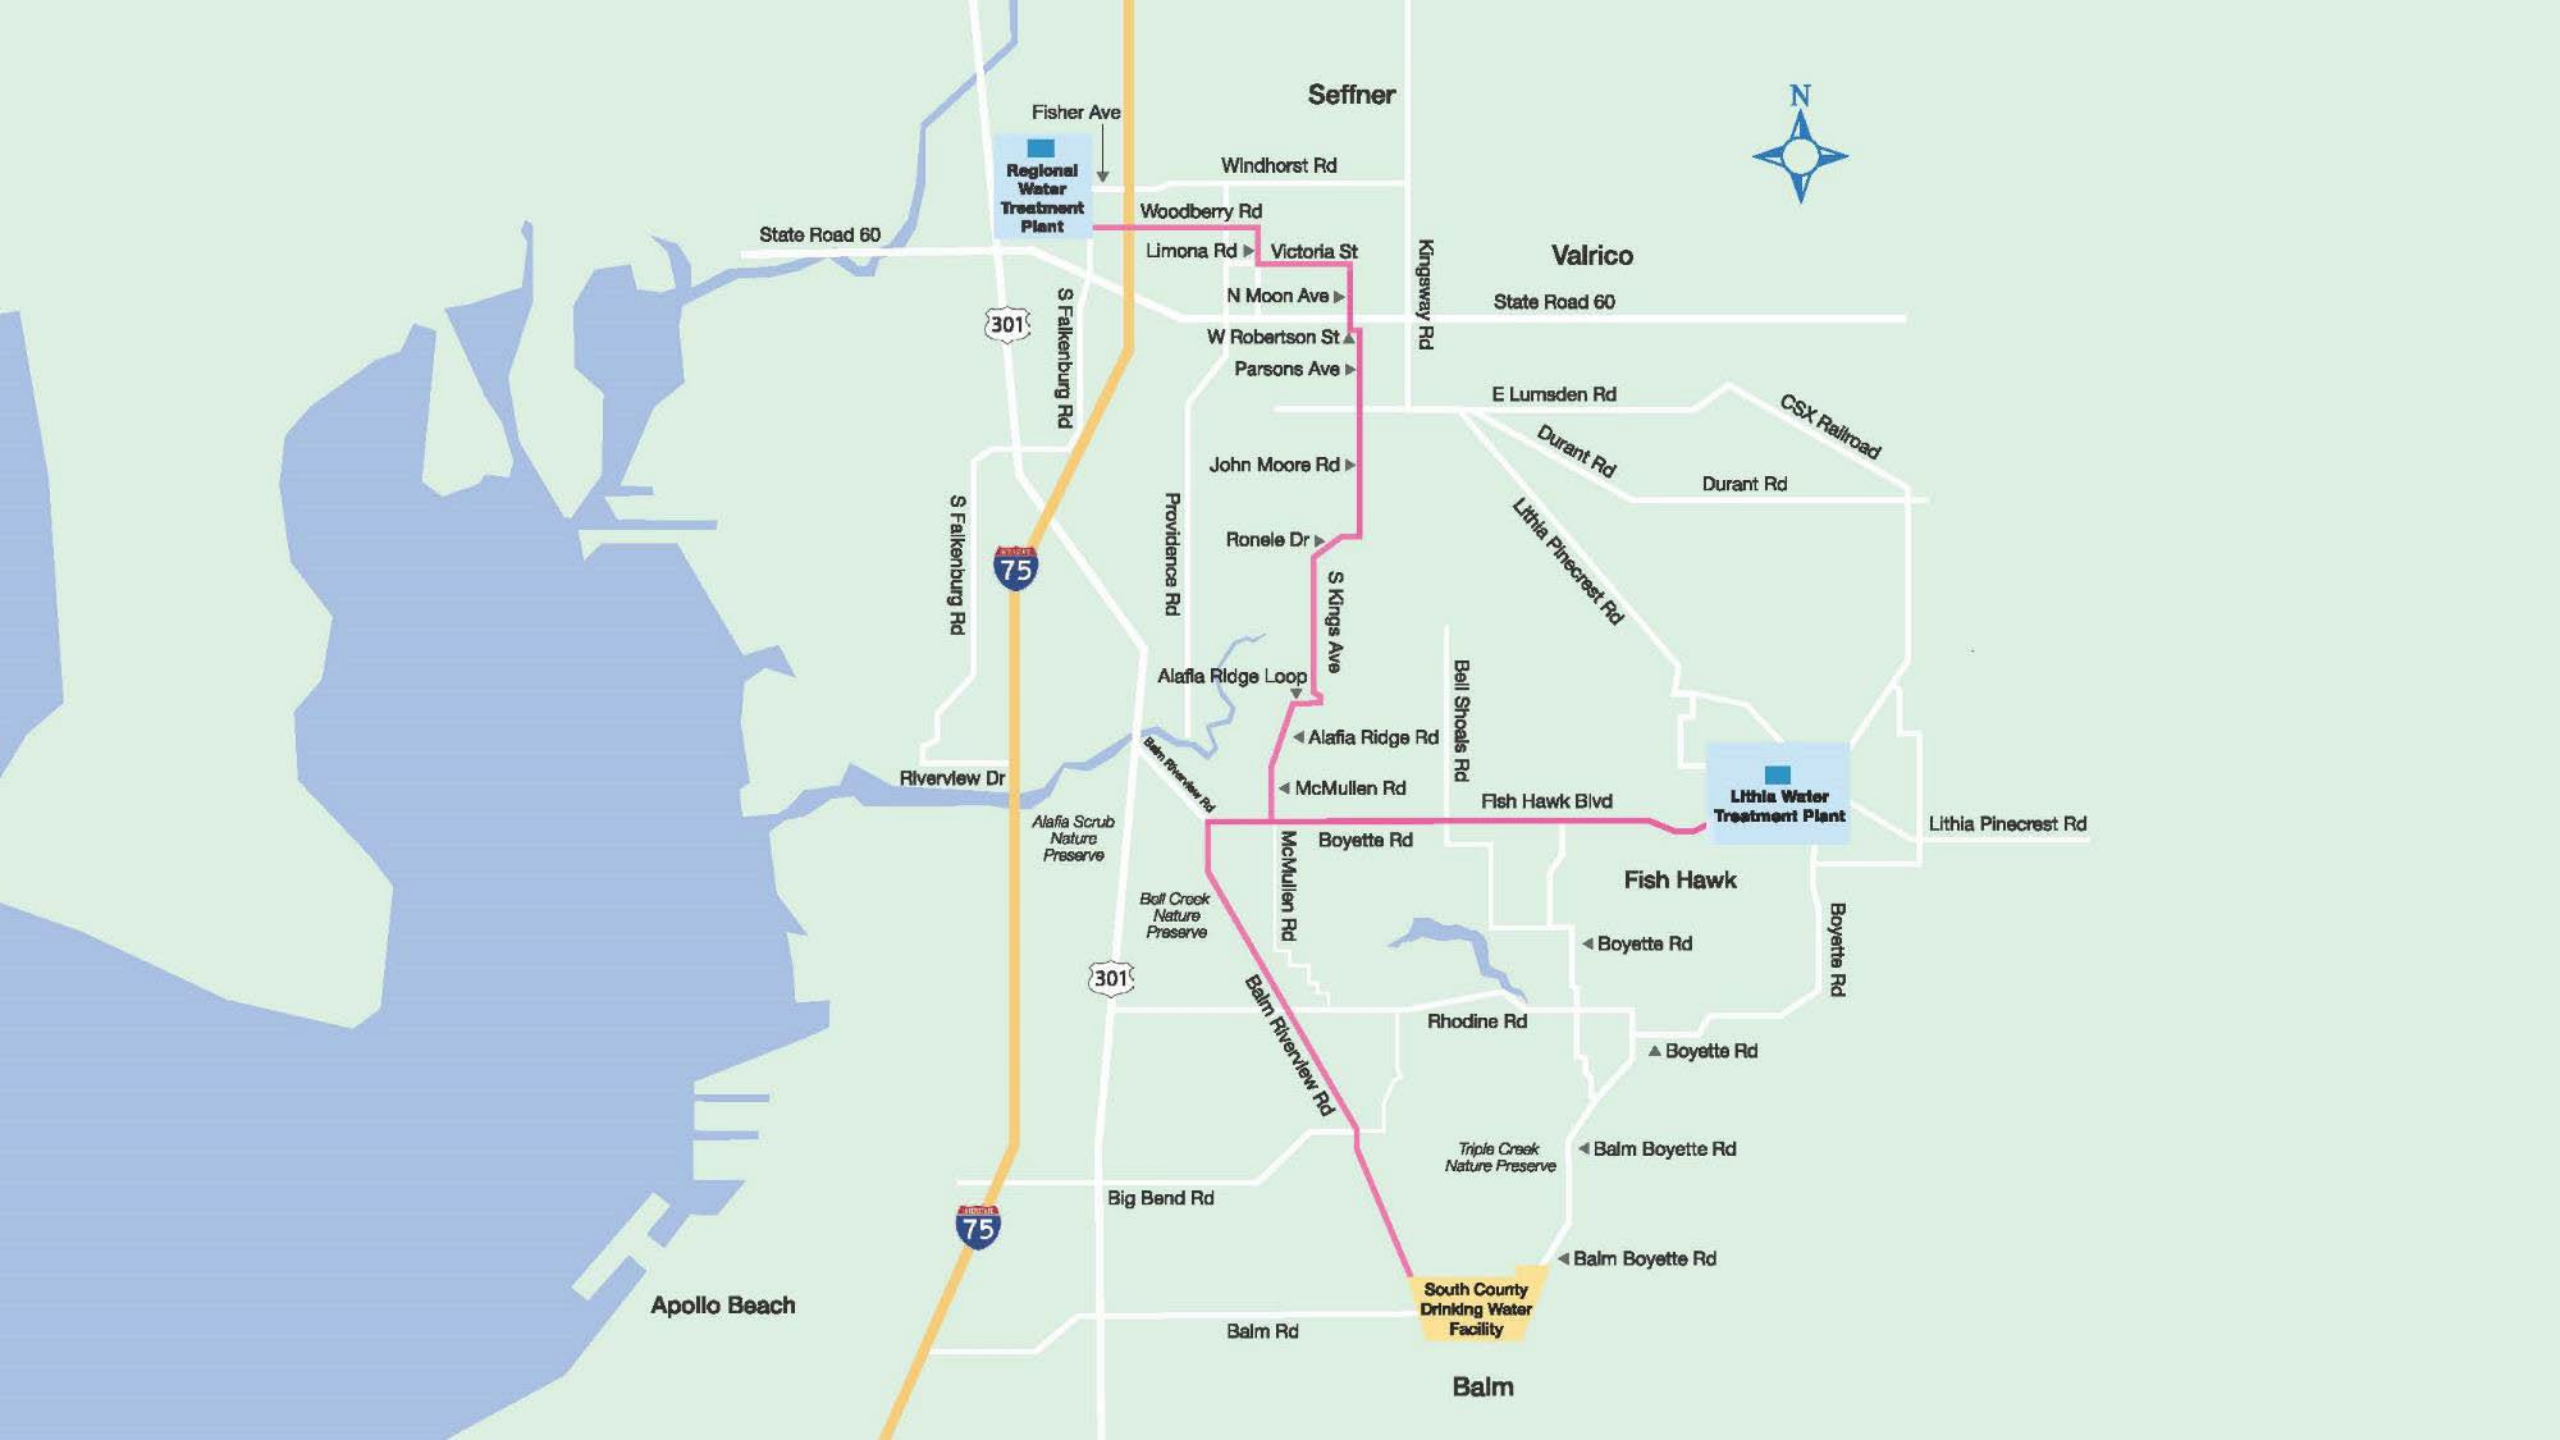 Seffner
N
Fisher Ave
Windhorst Rd
Regional
Water
Treatment
Plant
Woodberry Rd
State Road 60
Limona Rd
Victoria St
Kingsway Rd
Valrico
N Moon Ave
State Road 60
301
S Falkenburg Rd
W Robertson St
Parsons Ave
E Lumsden Rd
CSX Railroad
Durant Rd
John Moore Rd
Durant Rd
S Falkenburg Rd
Providence Rd
Lithia Pinecrest Rd
Ronele Dr
75
S Kings Ave
Alafia Ridge Loop
Bell Shoals Rd
Alafia Ridge Rd
Balm Riverview Rd
Riverview Dr
McMullen Rd
Fish Hawk Blvd
Lithia Water
Treatment Plant
Lithia Pinecrest Rd
Alafia Scrub
Nature
Preserve
Boyette Rd
McMullen Rd
Fish Hawk
Bell Creek
Nature
Preserve
Boyette Rd
Boyette Rd
301
Balm Riverview Rd
Rhodine Rd
Boyette Rd
Triple Creek
Nature Preserve
Balm Boyette Rd
Big Bend Rd
75
Balm Boyette Rd
South County
Drinking Water
Facility
Apollo Beach
Balm Rd
Balm